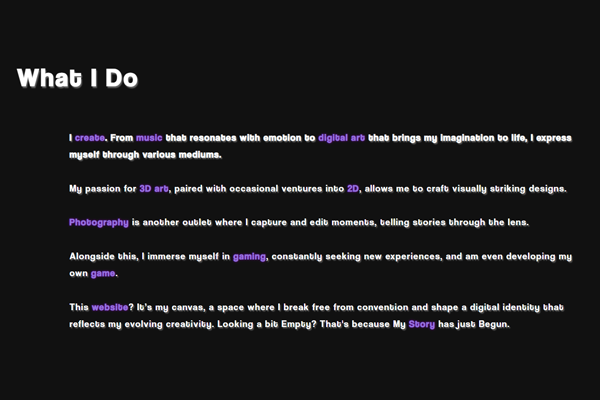 What I Do
I create. From music that resonates with emotion to digital art that brings my imagination to life, I express
myself through various mediums.
My passion for 3D art, paired with occasional ventures into 2D, allows me to craft visually striking designs.
Photography is another outlet where I capture and edit moments, telling stories through the lens.
Alongside this, I immerse myself in gaming, constantly seeking new experiences, and am even developing my
own game.
This website? It's my canvas, a space where I break free from convention and shape a digital identity that
reflects my evolving creativity. Looking a bit Empty? That's because My Story has just Begun.